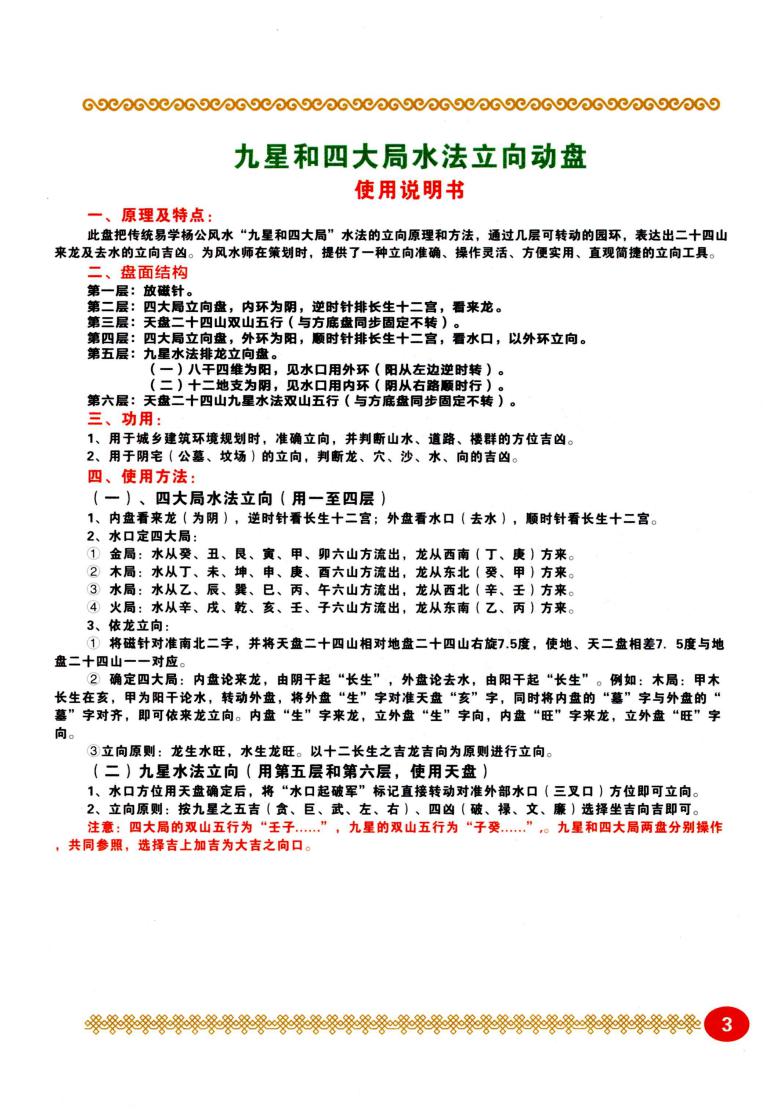 九星和四大局水法立向动盘
使用说明书
一、原理及特点：
此盘把传统易学杨公风水“九星和四大局”水法的立向原理和方法，通过几层可转动的园环，表达出二十四山
来龙及去水的立向吉凶。为风水师在策划时，提供了一种立向准确、操作灵活、方便实用、直观简捷的立向工具。
二、盘面结构
第一层：放磁针。
第二层：四大局立向盘，内环为阴，逆时针排长生十二宫，看来龙。
第三层：天盘二十四山双山五行（与方底盘同步固定不转）。
第四层：四大局立向盘，外环为阳，顺时针排长生十二宫，看水口，以外环立向。
第五层：九星水法排龙立向盘。
（一）八干四维为阳，见水口用外环（阳从左边逆时转）。
（二）十二地支为阴，见水口用内环（阴从右路顺时行）。
第六层：天盘二十四山九星水法双山五行（与方底盘同步固定不转）。
三、功用：
1、用于城乡建筑环境规划时，准确立向，并判断山水、道路、楼群的方位吉凶。
2、用于阴宅（公墓、坟场）的立向，判断龙、穴、沙、水、向的吉凶。
四、使用方法：
（一）、四大局水法立向（用一至四层）
1、内盘看来龙（为阴），逆时针看长生十二宫；外盘看水口（去水），顺时针看长生十二宫。
2、水口定四大局：
① 金局：水从癸、丑、艮、寅、甲、卯六山方流出，龙从西南（丁、庚）方来。
② 木局：水从丁、未、坤、申、庚、酉六山方流出，龙从东北（癸、甲）方来。
③ 水局：水从乙、辰、巽、巳、丙、午六山方流出，龙从西北（辛、壬）方来。
④ 火局：水从辛、戌、乾、亥、壬、子六山方流出，龙从东南（乙、丙）方来。
3、依龙立向：
① 将磁针对准南北二字，并将天盘二十四山相对地盘二十四山右旋7.5度，使地、天二盘相差7. 5度与地
盘二十四山一一对应。
② 确定四大局：内盘论来龙，由阴干起“长生”，外盘论去水，由阳干起“长生”。例如：木局：甲木
长生在亥，甲为阳干论水，转动外盘，将外盘“生”字对准天盘“亥”字，同时将内盘的“墓”字与外盘的“
墓”字对齐，即可依来龙立向。内盘“生”字来龙，立外盘“生”字向，内盘“旺”字来龙，立外盘“旺”字
向。
③立向原则：龙生水旺，水生龙旺。以十二长生之吉龙吉向为原则进行立向。
（二）九星水法立向（用第五层和第六层，使用天盘）
1、水口方位用天盘确定后，将“水口起破军”标记直接转动对准外部水口（三叉口）方位即可立向。
2、立向原则：按九星之五吉（贪、巨、武、左、右）、四凶（破、禄、文、廉）选择坐吉向吉即可。
注意：四大局的双山五行为“壬子......”，九星的双山五行为“子癸......”,。九星和四大局两盘分别操作
，共同参照，选择吉上加吉为大吉之向口。
3